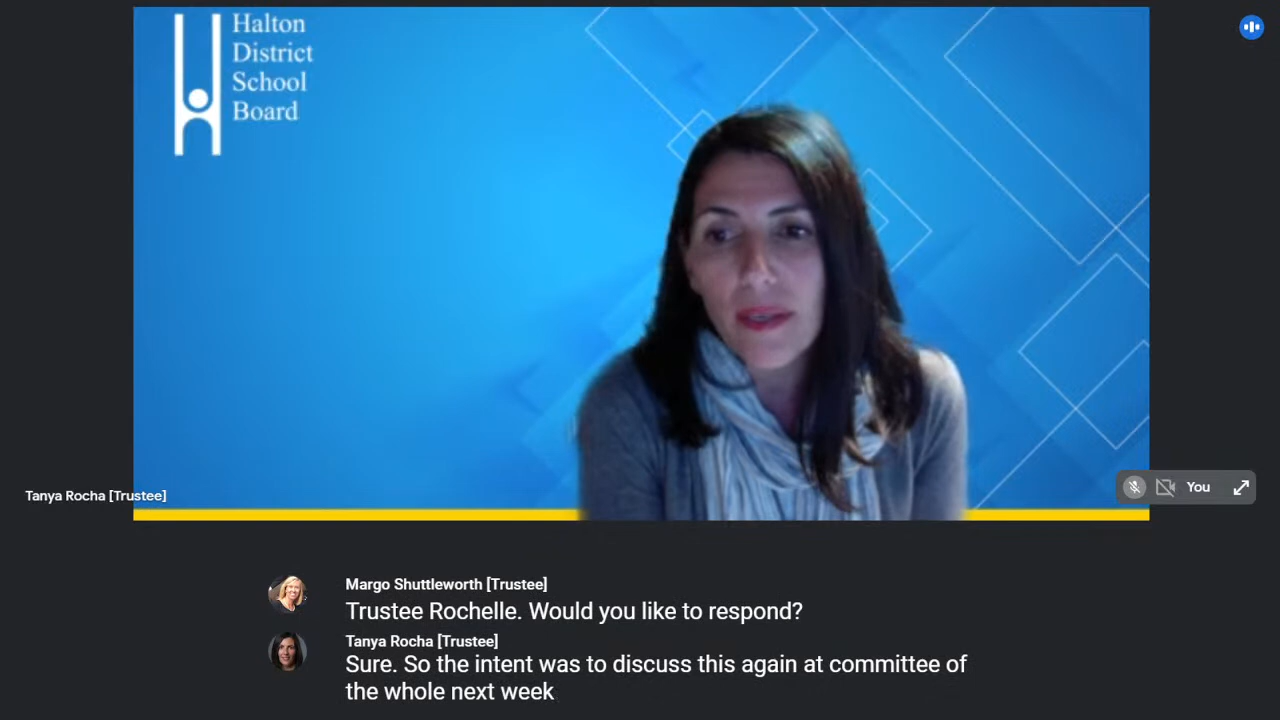 Halton
District
School
Board
Tanya Rocha [Trustee]
You
Margo Shuttleworth [Trustee]
Trustee Rochelle. Would you like to respond?
Tanya Rocha [Trustee]
Sure. So the intent was to discuss this again at committee of
the whole next week